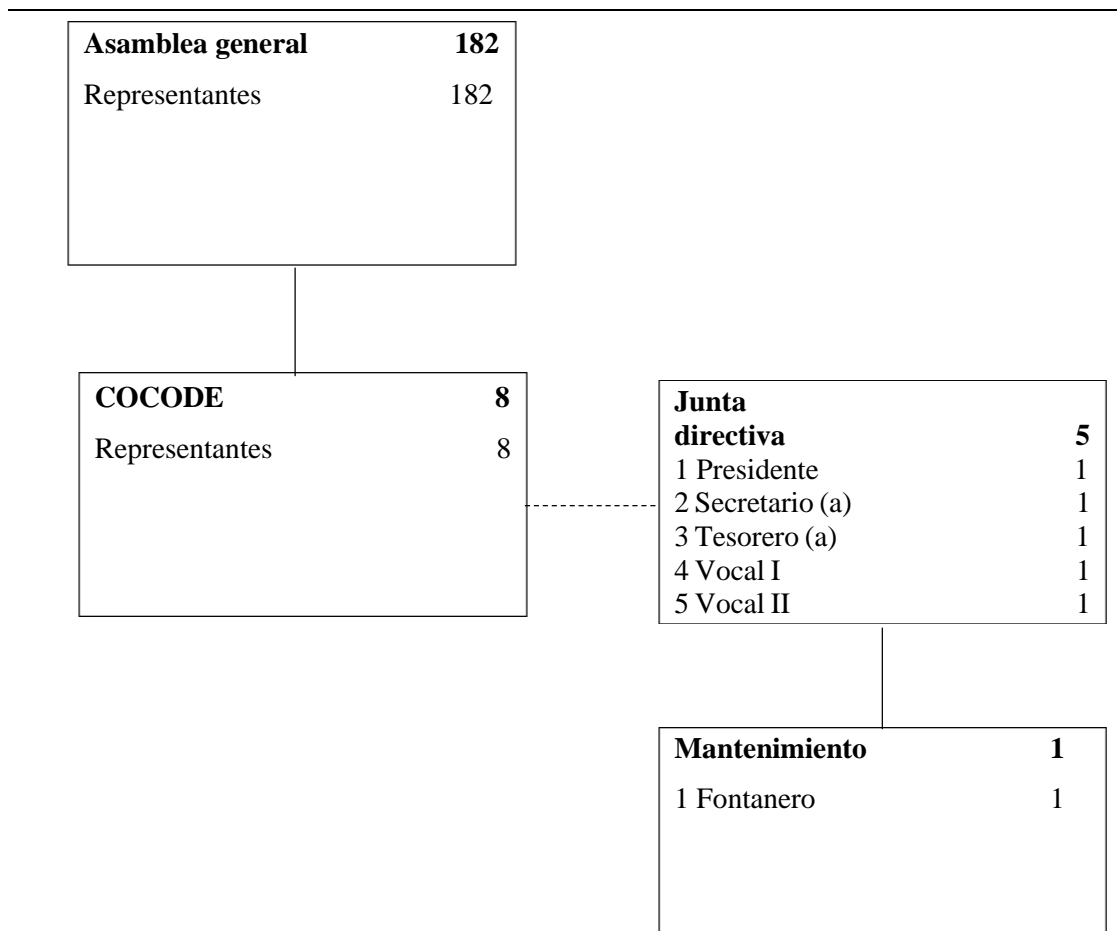 Asamblea general 182
Representantes 182
COCODE 8
Representantes 8
Junta
directiva 5
1 Presidente 1
2 Secretario (a) 1
3 Tesorero (a) 1
4 Vocal I 1
5 Vocal II 1
Mantenimiento 1
1 Fontanero 1